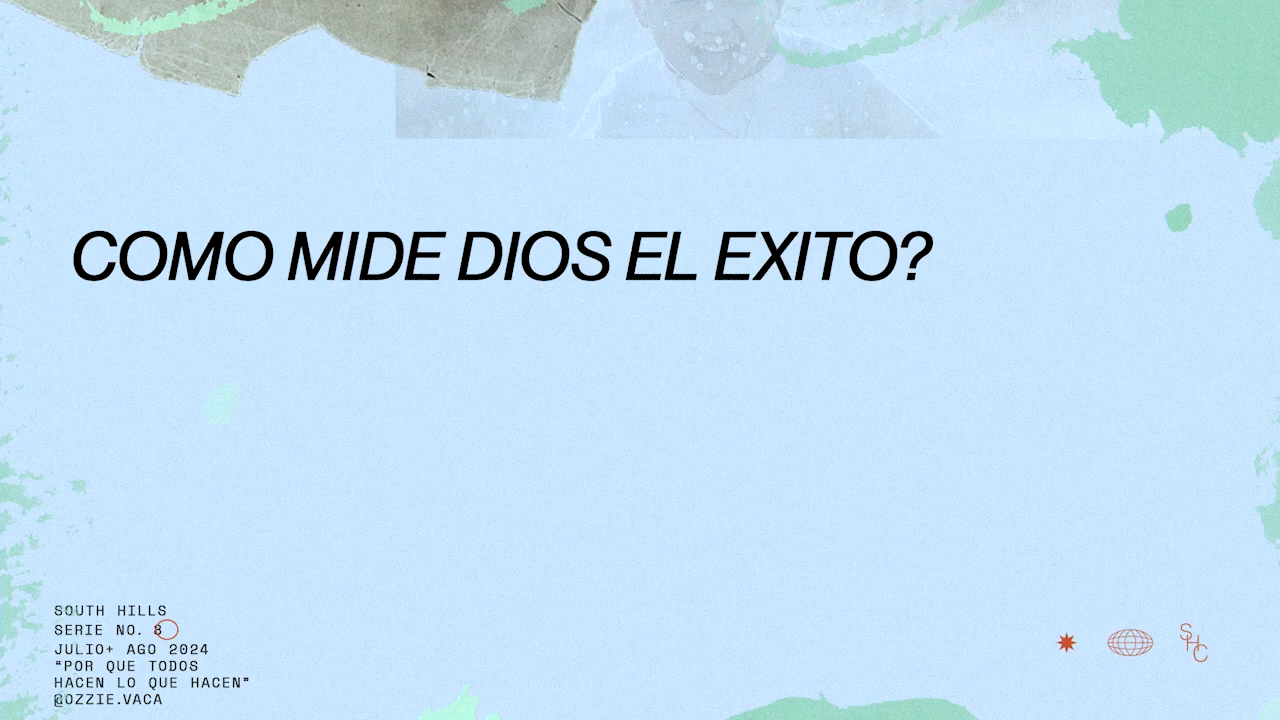 COMO MIDE DIOS EL EXITO?
SOUTH HILLS
SERIE NO. 8
JULIO+ AGO 2024
"POR QUE TODOS
HACEN LO QUE HACEN"
@OZZIE.VACA
SHC